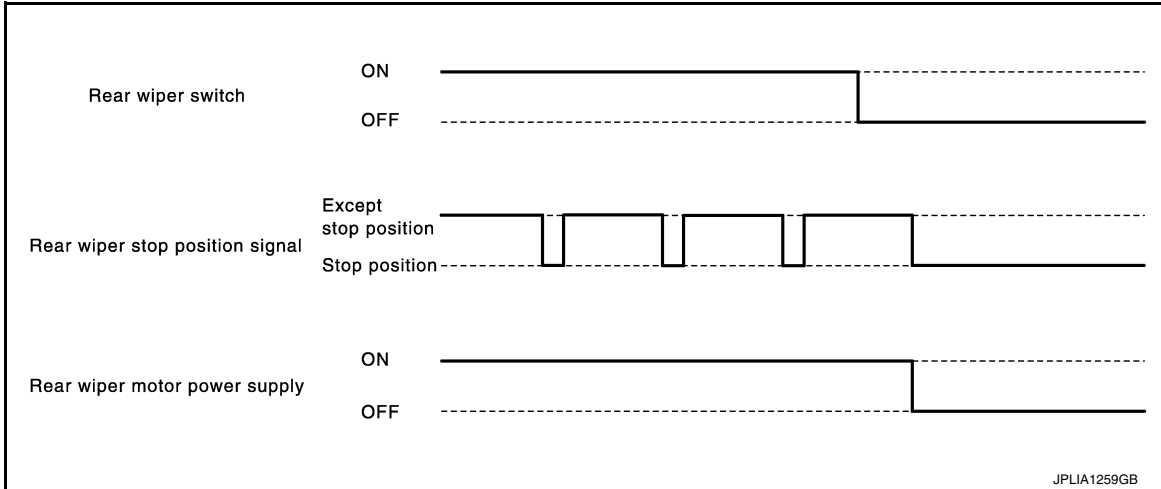 ON
Rear wiper switch
OFF
Except
stop position
Rear wiper stop position signal
Stop position
ON
Rear wiper motor power supply
OFF
JPLIA1259GB